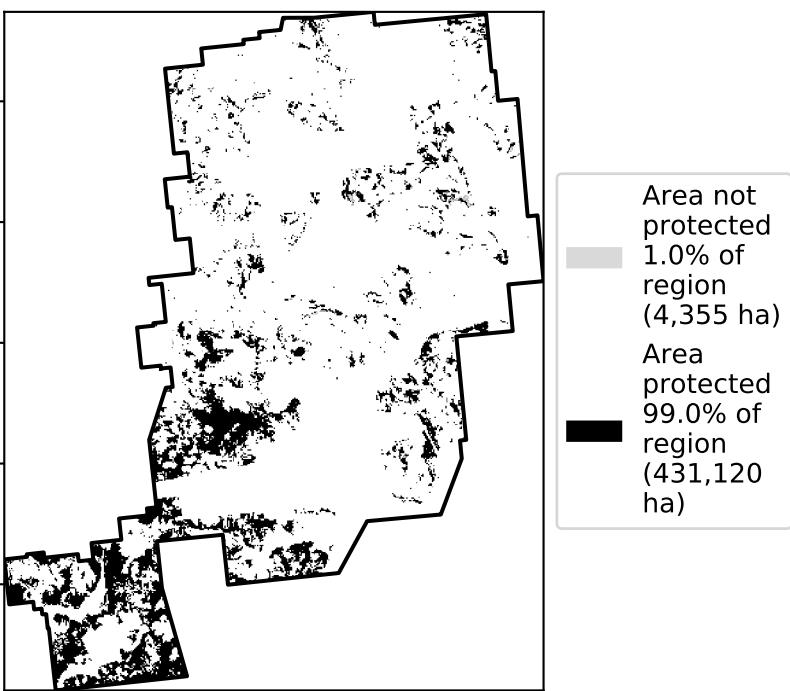 Area not
protected
1.0% of
region
(4,355 ha)
Area
protected
99.0% of
region
(431,120
ha)